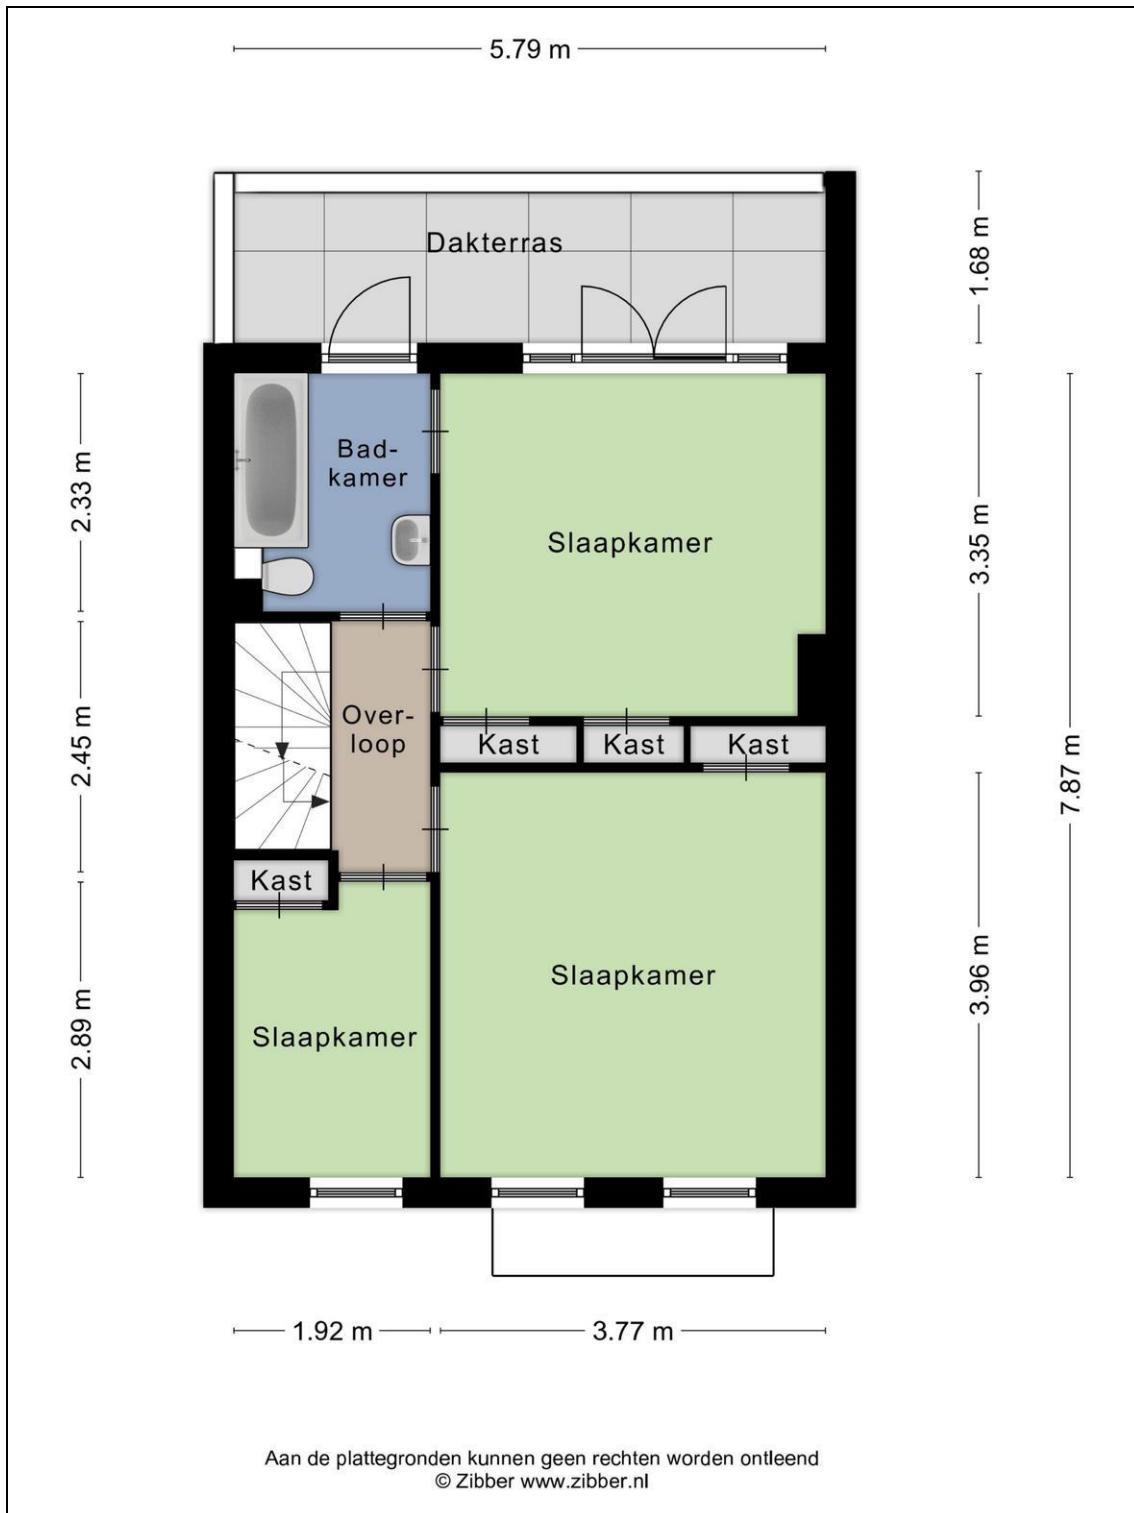 5.79 m
Dakterras
1.68 m
Bad-
kamer
2.33 m
Slaapkamer
3.35 m
Over-
loop
2.45 m
Kast
Kast
Kast
7.87 m
Kast
Slaapkamer
3.96 m
Slaapkamer
2.89 m
1.92 m
3.77 m
Aan de plattegronden kunnen geen rechten worden ontleend
© Zibber www.zibber.nl